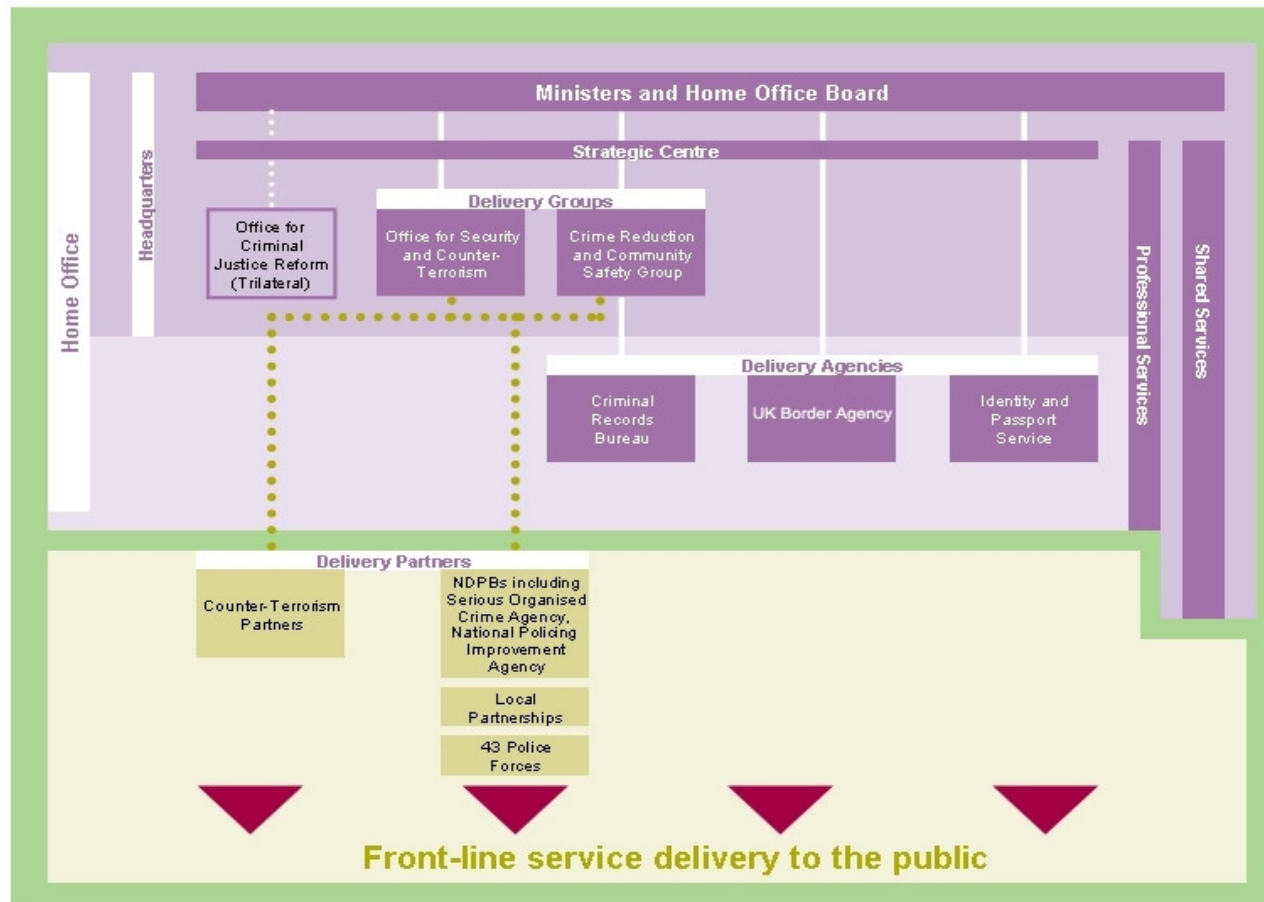 Ministers and Home Office Board
Strategic Centre
Home Office
Headquarters
Delivery Groups
Office for
Criminal
Justice Reform
(Trilateral)
Office for Security
and Counter-
Terrorism
Crime Reduction
and Community
Safety Group
Professional Services
Shared Services
Delivery Agencies
Criminal
Records
Bureau
UK Border Agency
Identity and
Passport
Service
Delivery Partners
Counter-Terrorism
Partners
NDPBs including
Serious Organised
Crime Agency,
National Policing
Improvement
Agency
Local
Partnerships
43 Police
Forces
Front-line service delivery to the public